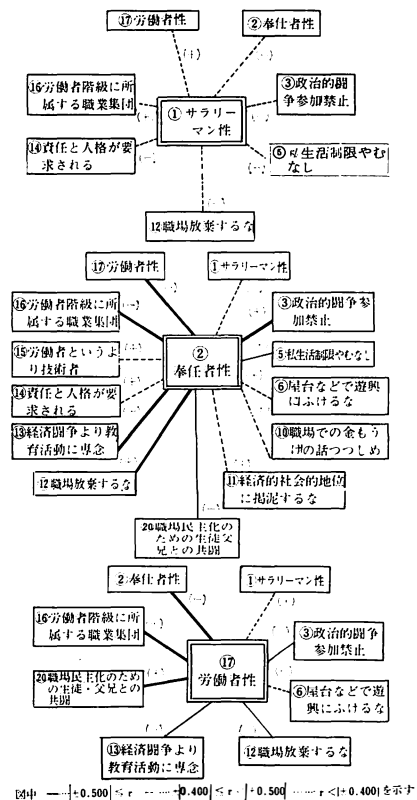 ⑰労働者性
②奉仕者性
⑯労働者階級に所
属する職業集団
③政治的闘
争参加禁止
①サラリー
マン性
⑭責任と人格が要
求される
⑤私生活制限やむ
なし
12職場放棄するな
⑰労働者性
①サラリーマン性
⑯労働者階級に所
属する職業集団
③政治的闘争参
加禁止
⑮労働者というよ
り技術者
②
奉任者性
5私生活制限やむなし
⑭責任と人格が要
求される
⑥屋台などで遊興
にふけるな
⑬経済闘争より教
育活動に専念
⑩職場での金もう
けの話つつしめ
12職場放棄するな
⑪経済的社会的地位
に拘泥するな
20職場民主化の
ための生徒父
兄との共闘
②奉仕者性
①サラリーマン性
(−)
⑯労働者階級に所
属する職業集団
③政治的闘争
参加禁止
⑰
労働者性
20職場民主化のため
の生徒・父兄との
共闘
⑥屋台などで遊
興にふけるな
⑬経済闘争より
教育活動に専念
⑫職場放棄するな
図中 —|±0.500|≦r ----|±0.400|≦r<|±0.500| ……r<|±0.400|を示す